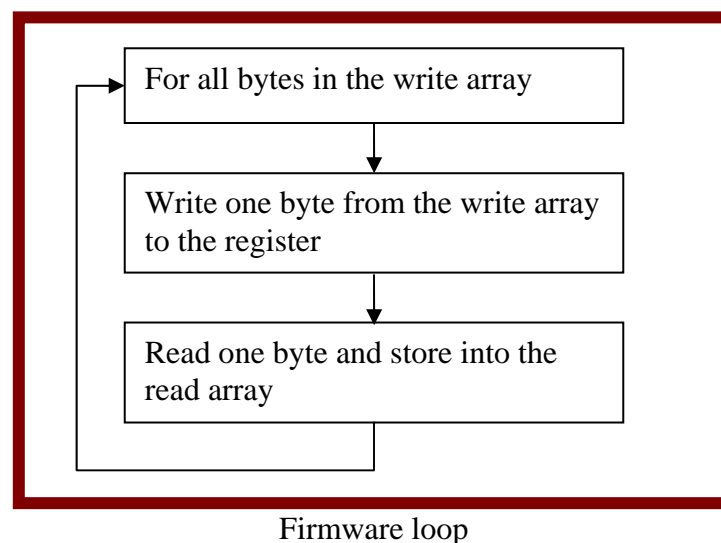 For all bytes in the write array
Write one byte from the write array
to the register
Read one byte and store into the
read array
Firmware loop